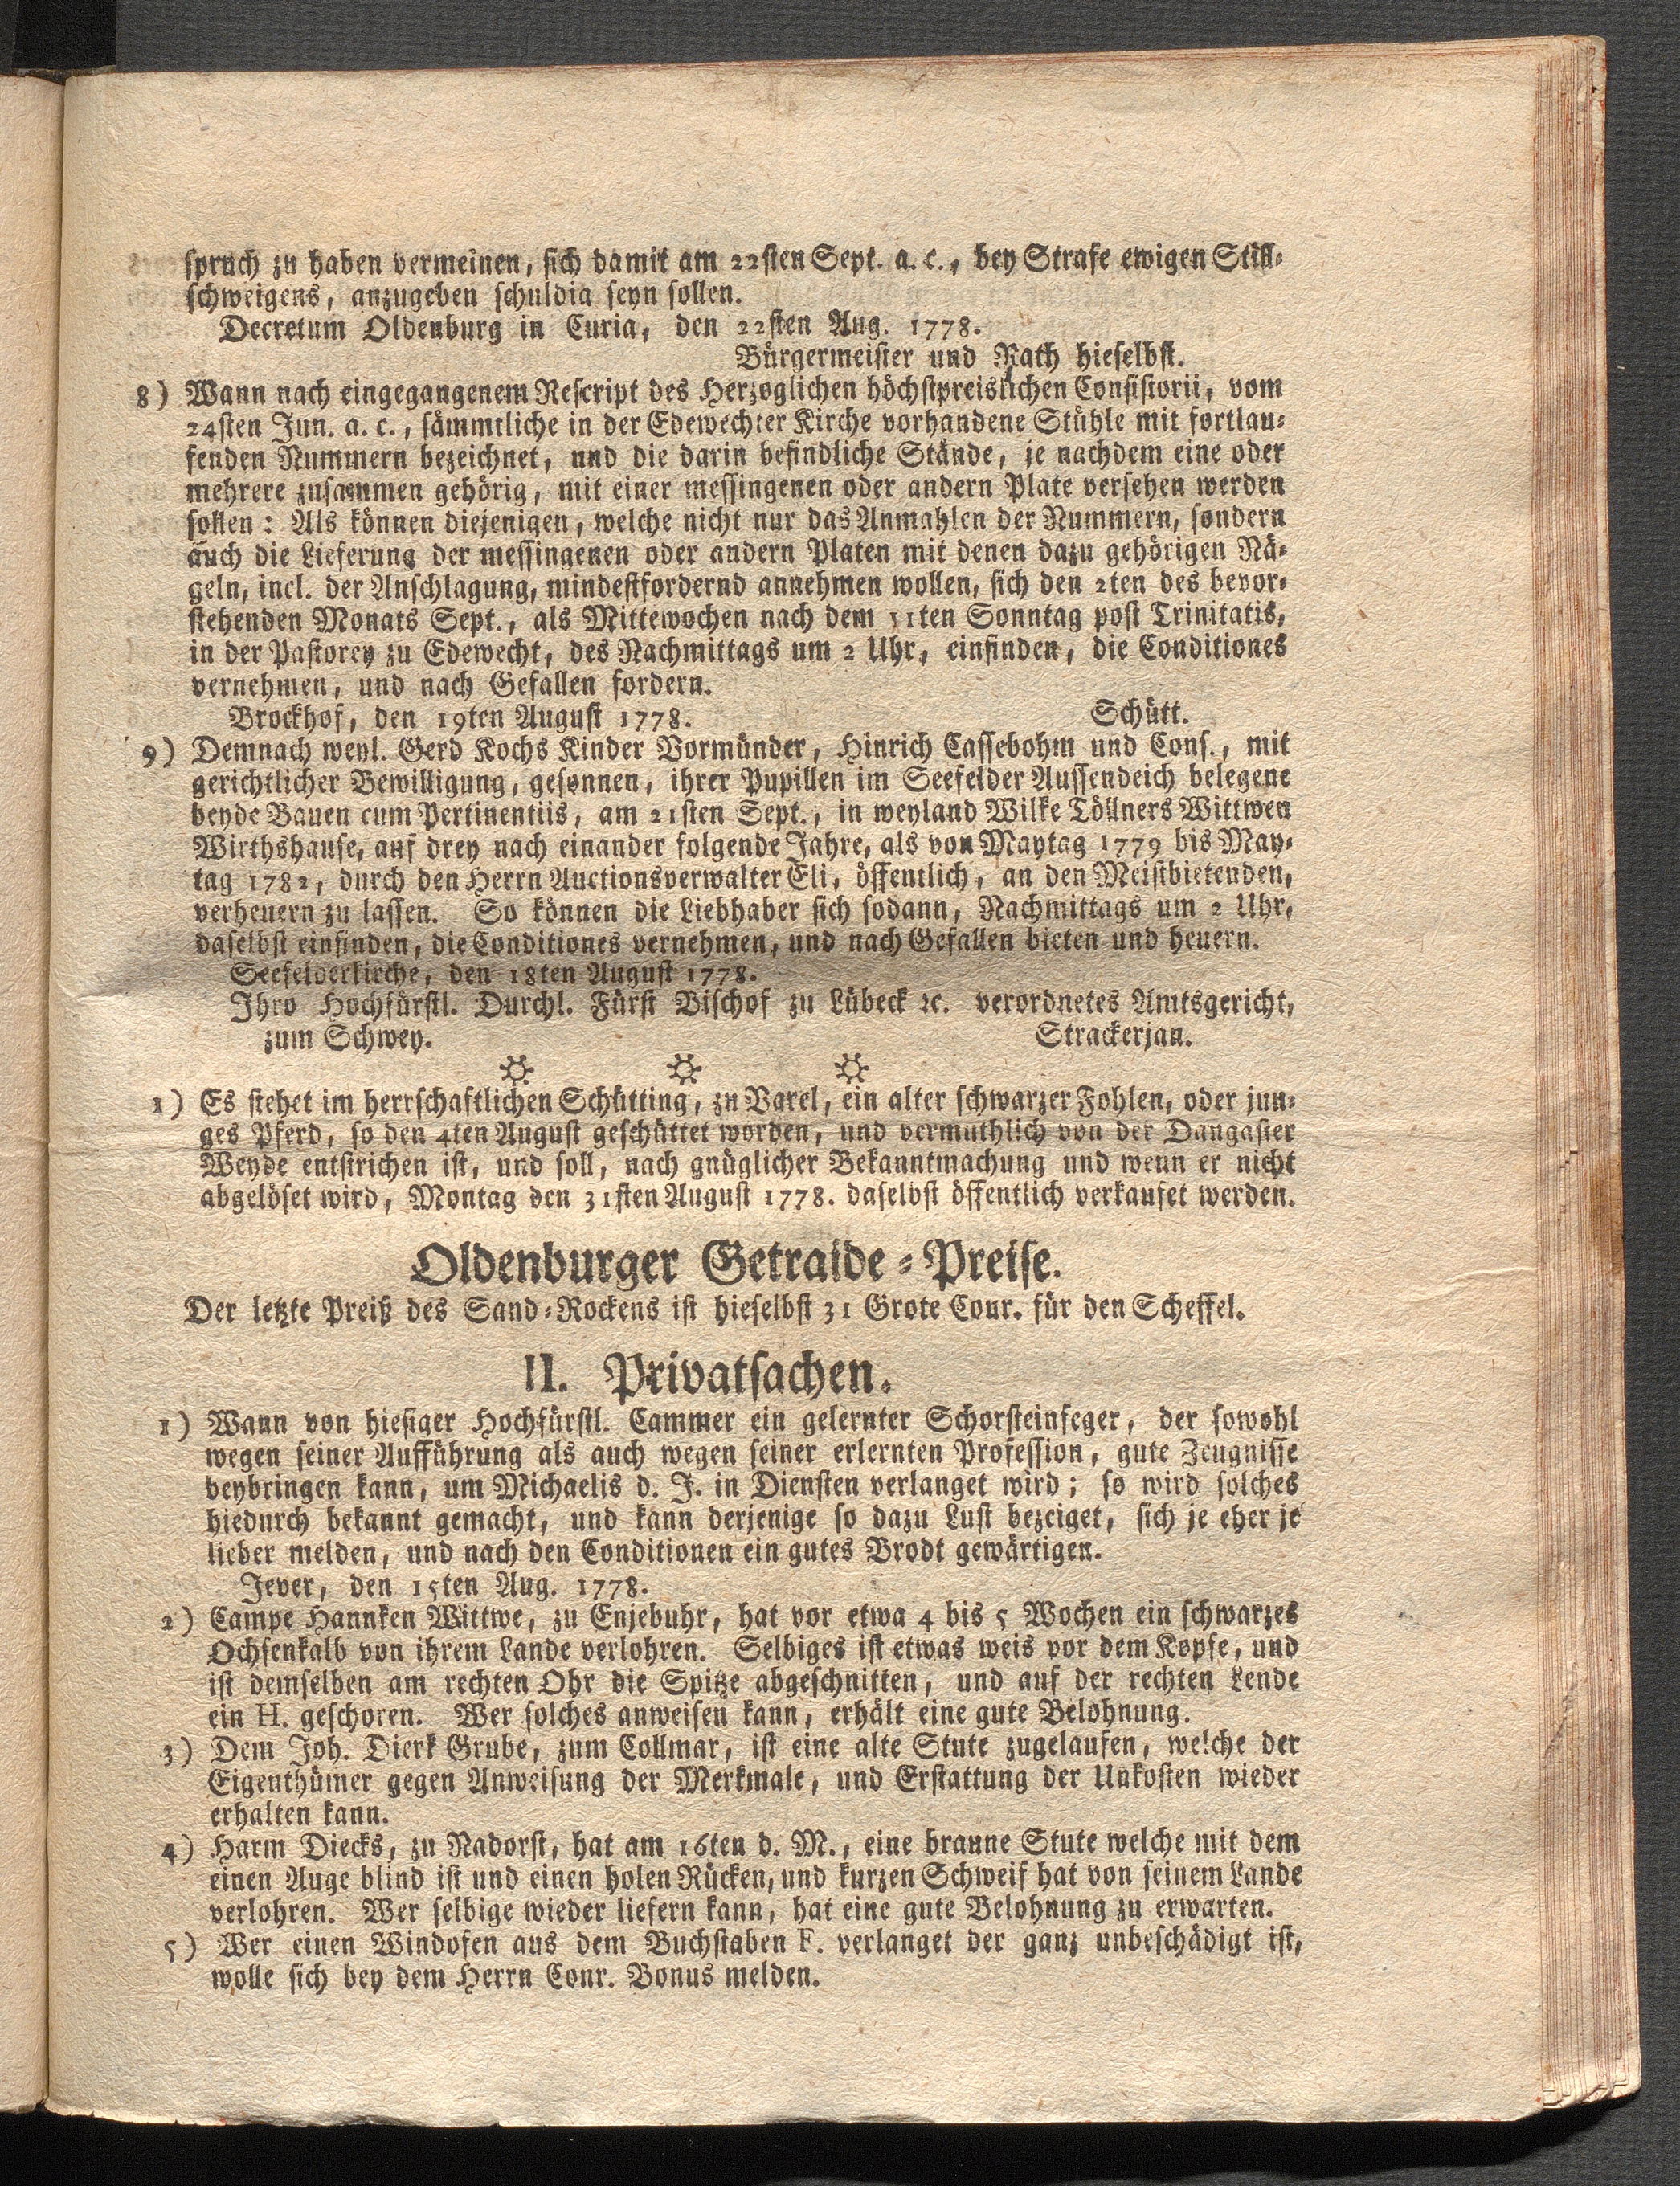 spruch zu haben vermeinen, sich damit am 22sten Sept. a. c., bey Strafe ewigen Still-
schweigens, anzugeben schuldig seyn sollen.
Decretum Oldenburg in Curia, den 22sten Aug. 1778.
Bürgermeister und Rath hieselbst.
8) Wann nach eingegangenem Rescript des Herzoglichen höchstpreislichen Consistorii, vom
24sten Jun. a. c., sämmtliche in der Edewechter Kirche vorhandene Stühle mit fortlau-
fenden Nummern bezeichnet, und die darin befindliche Stände, je nachdem eine oder
mehrere zusammen gehörig, mit einer messingenen oder andern Plate versehen werden
sollen: Als können diejenigen, welche nicht nur das Anmahlen der Nummern, sondern
auch die Lieferung der messingenen oder andern Platen mit denen dazu gehörigen Nä-
geln, incl. der Anschlagung, mindestfordernd annehmen wollen, sich den 2ten des bevor-
stehenden Monats Sept., als Mittewochen nach dem 11ten Sonntag post Trinitatis,
in der Pastorey zu Edewecht, des Nachmittags um 2 Uhr, einfinden, die Conditiones
vernehmen, und nach Gefallen fordern.
Brockhof, den 19ten August 1778. Schütt.
9) Demnach weyl. Gerd Kochs Kinder Vormünder, Hinrich Cassebohm und Cons., mit
gerichtlicher Bewilligung, gesonnen, ihrer Pupillen im Seefelder Aussendeich belegene
beyde Bauen cum Pertinentiis, am 21sten Sept., in weyland Wilke Töllners Wittwen
Wirthshause, auf drey nach einander folgende Jahre, als von Maytag 1779 bis May-
tag 1782, durch den Herrn Auctionsverwalter Eli, öffentlich, an den Meistbietenden,
verheuern zu lassen. So können die Liebhaber sich sodann, Nachmittags um 2 Uhr,
daselbst einfinden, die Conditiones vernehmen, und nach Gefallen bieten und heuern.
Seefelderkirche, den 18ten August 1778.
Ihro Hochfürstl. Durchl. Fürst Bischof zu Lübeck ꝛc. verordnetes Amtsgericht,
zum Schwey. Strackerjan.
1) Es stehet im herrschaftlichen Schütting, zu Varel, ein alter schwarzer Fohlen, oder jun-
ges Pferd, so den 4ten August geschüttet worden, und vermuthlich von der Dangaster
Weyde entstrichen ist, und soll, nach gnüglicher Bekanntmachung und wenn er nicht
abgelöset wird, Montag den 31sten August 1778. daselbst öffentlich verkaufet werden.
Oldenburger Getraide-Preise.
Der letzte Preiß des Sand-Rockens ist hieselbst 31 Grote Cour. für den Scheffel.
II. Privatsachen.
1) Wann von hiesiger Hochfürstl. Cammer ein gelernter Schorsteinfeger, der sowohl
wegen seiner Aufführung als auch wegen seiner erlernten Profession, gute Zeugnisse
beybringen kann, um Michaelis d. J. in Diensten verlanget wird; so wird solches
hiedurch bekannt gemacht, und kann derjenige so dazu Lust bezeiget, sich je eher je
lieber melden, und nach den Conditionen ein gutes Brodt gewärtigen.
Jever, den 15ten Aug. 1778.
2) Campe Hannken Wittwe, zu Enjebuhr, hat vor etwa 4 bis 5 Wochen ein schwarzes
Ochsenkalb von ihrem Lande verlohren. Selbiges ist etwas weis vor dem Kopfe, und
ist demselben am rechten Ohr die Spitze abgeschnitten, und auf der rechten Lende
ein H. geschoren. Wer solches anweisen kann, erhält eine gute Belohnung.
3) Dem Joh. Dierk Grube, zum Collmar, ist eine alte Stute zugelaufen, welche der
Eigenthümer gegen Anweisung der Merkmale, und Erstattung der Unkosten wieder
erhalten kann.
4) Harm Diecks, zu Nadorst, hat am 16ten d. M., eine braune Stute welche mit dem
einen Auge blind ist und einen holen Rücken, und kurzen Schweif hat von seinem Lande
verlohren. Wer selbige wieder liefern kann, hat eine gute Belohnung zu erwarten.
5) Wer einen Windofen aus dem Buchstaben F. verlanget der ganz unbeschädigt ist,
wolle sich bey dem Herrn Conr. Bonus melden.